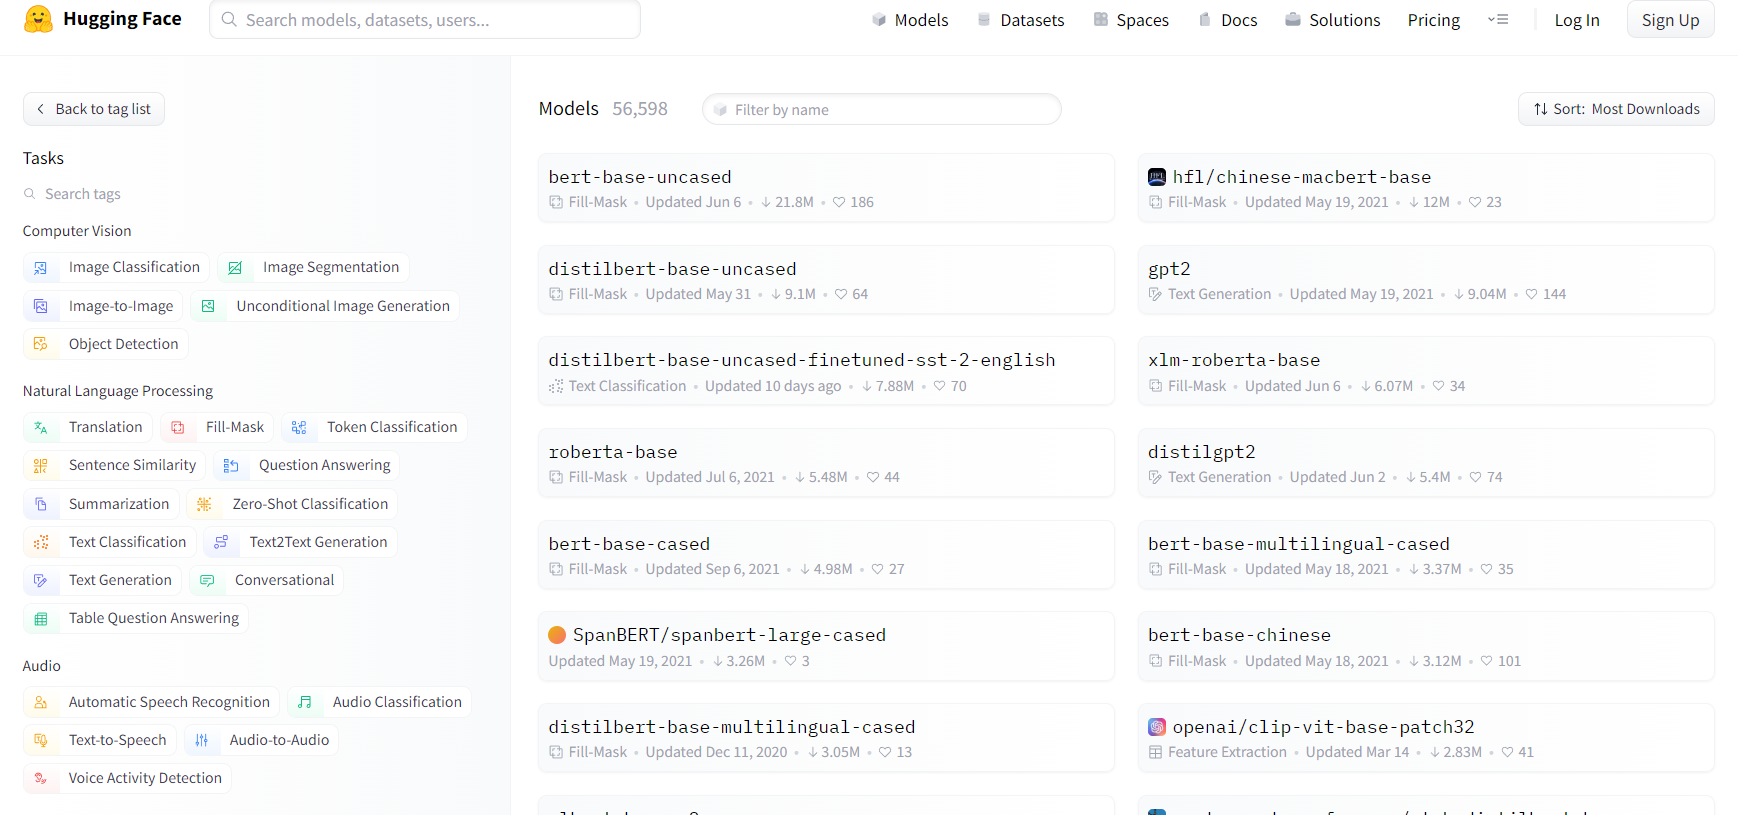 Hugging Face
Search models, datasets, users...
Models
Datasets
Spaces
Docs
Solutions
Pricing
Log In
Sign Up
Back to tag list
Tasks
Search tags
Computer Vision
Image Classification
Image Segmentation
Image-to-Image
Unconditional Image Generation
Object Detection
Natural Language Processing
Translation
Fill-Mask
Token Classification
Sentence Similarity
Question Answering
Summarization
Zero-Shot Classification
Text Classification
Text2Text Generation
Text Generation
Conversational
Table Question Answering
Audio
Automatic Speech Recognition
Audio Classification
Text-to-Speech
Audio-to-Audio
Voice Activity Detection
Models 56,598
Filter by name
Sort: Most Downloads
bert-base-uncased
Fill-Mask • Updated Jun 6 • ↓ 21.8M • ♡ 186
hfl/chinese-macbert-base
Fill-Mask • Updated May 19, 2021 • ↓ 12M • ♡ 23
distilbert-base-uncased
Fill-Mask • Updated May 31 • ↓ 9.1M • ♡ 64
gpt2
Text Generation • Updated May 19, 2021 • ↓ 9.04M • ♡ 144
distilbert-base-uncased-finetuned-sst-2-english
Text Classification • Updated 10 days ago • ↓ 7.88M • ♡ 70
xlm-roberta-base
Fill-Mask • Updated Jun 6 • ↓ 6.07M • ♡ 34
roberta-base
Fill-Mask • Updated Jul 6, 2021 • ↓ 5.48M • ♡ 44
distilgpt2
Text Generation • Updated Jun 2 • ↓ 5.4M • ♡ 74
bert-base-cased
Fill-Mask • Updated Sep 6, 2021 • ↓ 4.98M • ♡ 27
bert-base-multilingual-cased
Fill-Mask • Updated May 18, 2021 • ↓ 3.37M • ♡ 35
SpanBERT/spanbert-large-cased
Updated May 19, 2021 • ↓ 3.26M • ♡ 3
bert-base-chinese
Fill-Mask • Updated May 18, 2021 • ↓ 3.12M • ♡ 101
distilbert-base-multilingual-cased
Fill-Mask • Updated Dec 11, 2020 • ↓ 3.05M • ♡ 13
openai/clip-vit-base-patch32
Feature Extraction • Updated Mar 14 • ↓ 2.83M • ♡ 41